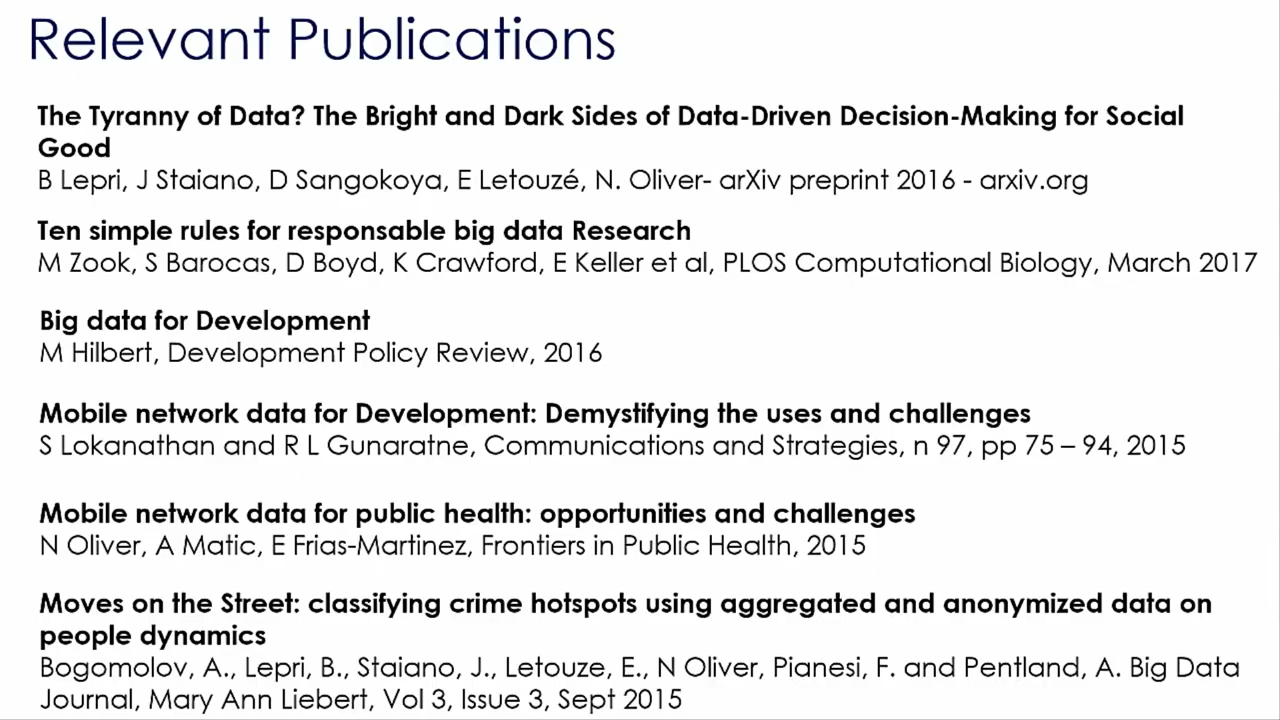 Relevant Publications
The Tyranny of Data? The Bright and Dark Sides of Data-Driven Decision-Making for Social
Good
B Lepri, J Staiano, D Sangokoya, E Letouzé, N. Oliver- arXiv preprint 2016 - arxiv.org
Ten simple rules for responsable big data Research
M Zook, S Barocas, D Boyd, K Crawford, E Keller et al, PLOS Computational Biology, March 2017
Big data for Development
M Hilbert, Development Policy Review, 2016
Mobile network data for Development: Demystifying the uses and challenges
S Lokanathan and R L Gunaratne, Communications and Strategies, n 97, pp 75 – 94, 2015
Mobile network data for public health: opportunities and challenges
N Oliver, A Matic, E Frias-Martinez, Frontiers in Public Health, 2015
Moves on the Street: classifying crime hotspots using aggregated and anonymized data on
people dynamics
Bogomolov, A., Lepri, B., Staiano, J., Letouze, E., N Oliver, Pianesi, F. and Pentland, A. Big Data
Journal, Mary Ann Liebert, Vol 3, Issue 3, Sept 2015